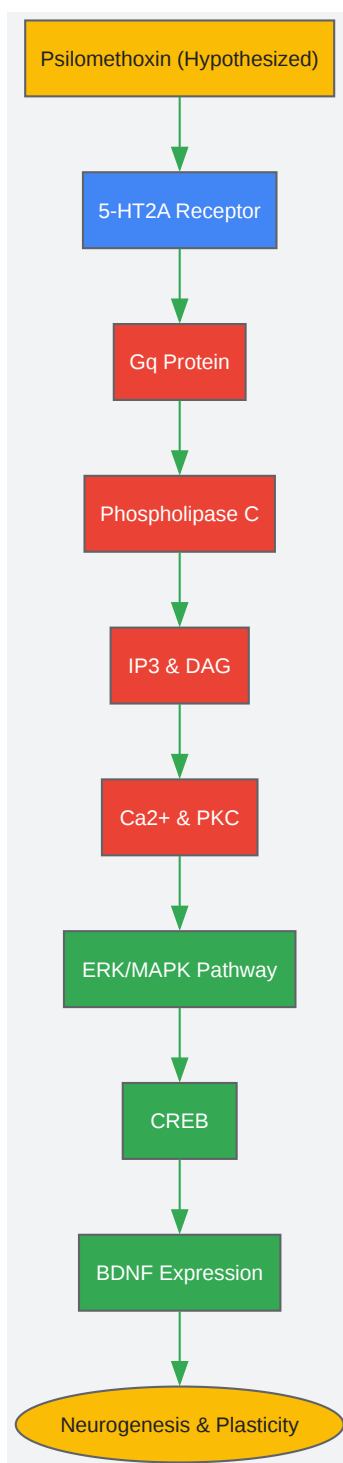 Psilomethoxin (Hypothesized)
5-HT2A Receptor
Gq Protein
Phospholipase C
IP3 & DAG
Ca2+ & PKC
ERK/MAPK Pathway
CREB
BDNF Expression
Neurogenesis & Plasticity